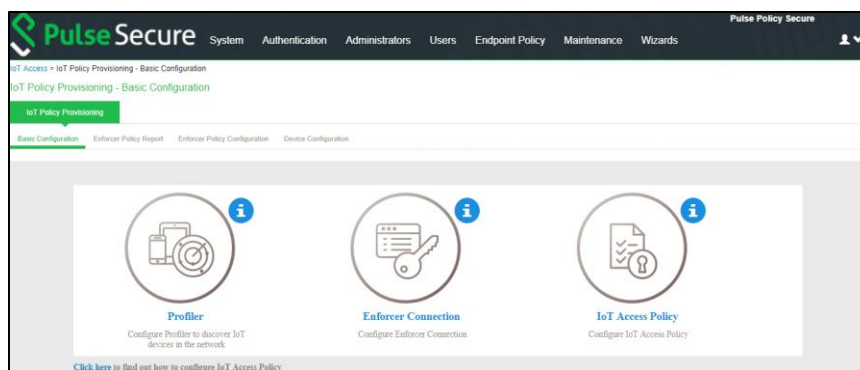 Pulse Policy Secure
Pulse Secure System Authentication Administrators Users Endpoint Policy Maintenance Wizards
IoT Access > IoT Policy Provisioning - Basic Configuration
IoT Policy Provisioning - Basic Configuration
IoT Policy Provisioning
Basic Configuration Enforcer Policy Report Enforcer Policy Configuration Device Configuration
Profiler Enforcer Connection IoT Access Policy
Configure Profiler to discover IoT devices in the network Configure Enforcer Connection Configure IoT Access Policy
Click here to find out how to configure IoT Access Policy